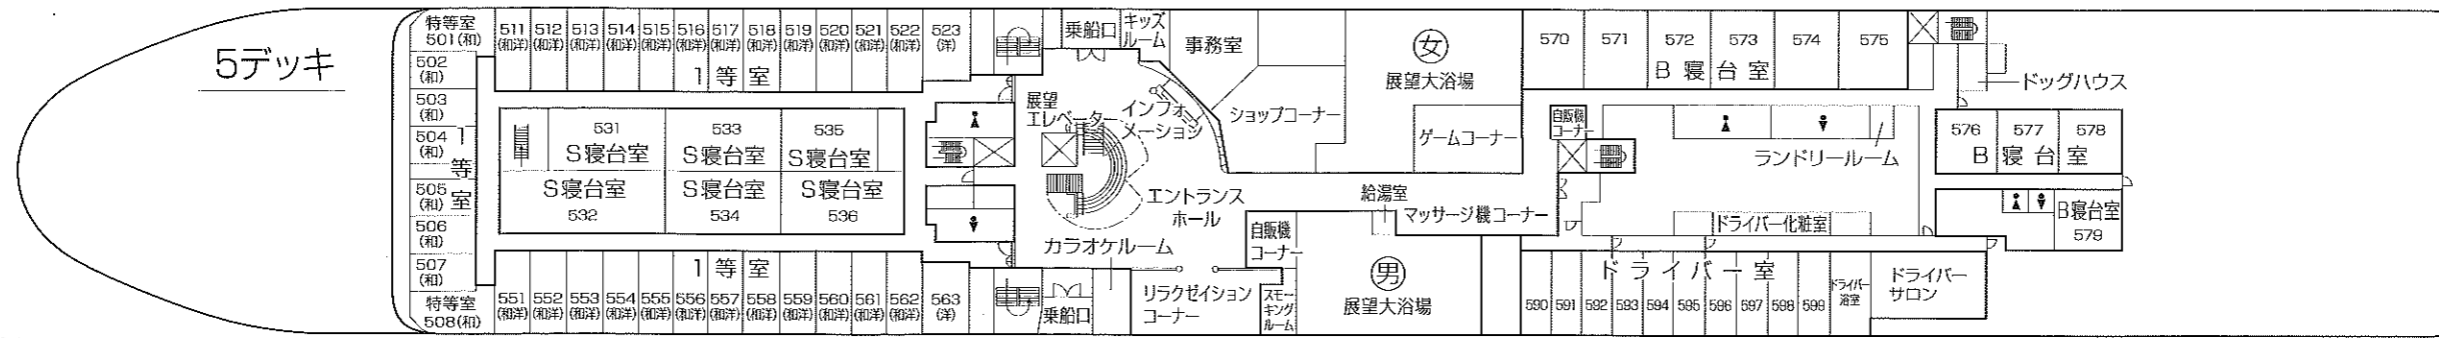 5デッキ
特等室
501(和)
502
(和)
503
(和)
504
(和)
505
(和)
506
(和)
507
(和)
特等室
508(和)
1等室
511
(和洋)
512
(和洋)
513
(和洋)
514
(和洋)
515
(和洋)
516
(和洋)
517
(和洋)
518
(和洋)
519
(和洋)
520
(和洋)
521
(和洋)
522
(和洋)
523
(洋)
1等室
531
S寝台室
533
S寝台室
535
S寝台室
S寝台室
532
S寝台室
534
S寝台室
536
1等室
551
(和洋)
552
(和洋)
553
(和洋)
554
(和洋)
555
(和洋)
556
(和洋)
557
(和洋)
558
(和洋)
559
(和洋)
560
(和洋)
561
(和洋)
562
(和洋)
563
(洋)
乗船口
キッズ
ルーム
事務室
展望
エレベーター
インフォ
メーション
ショップコーナー
女
展望大浴場
ゲームコーナー
エントランス
ホール
カラオケルーム
乗船口
リラクゼイション
コーナー
自販機
コーナー
スモー
キング
ルーム
給湯室
マッサージ機コーナー
男
展望大浴場
570
571
572
573
574
575
B寝台室
自販機
コーナー
ランドリールーム
ドッグハウス
576
577
578
B寝台室
B寝台室
579
ドライバー化粧室
ドライバー室
590
591
592
593
594
595
596
597
598
599
ドライバー
浴室
ドライバー
サロン